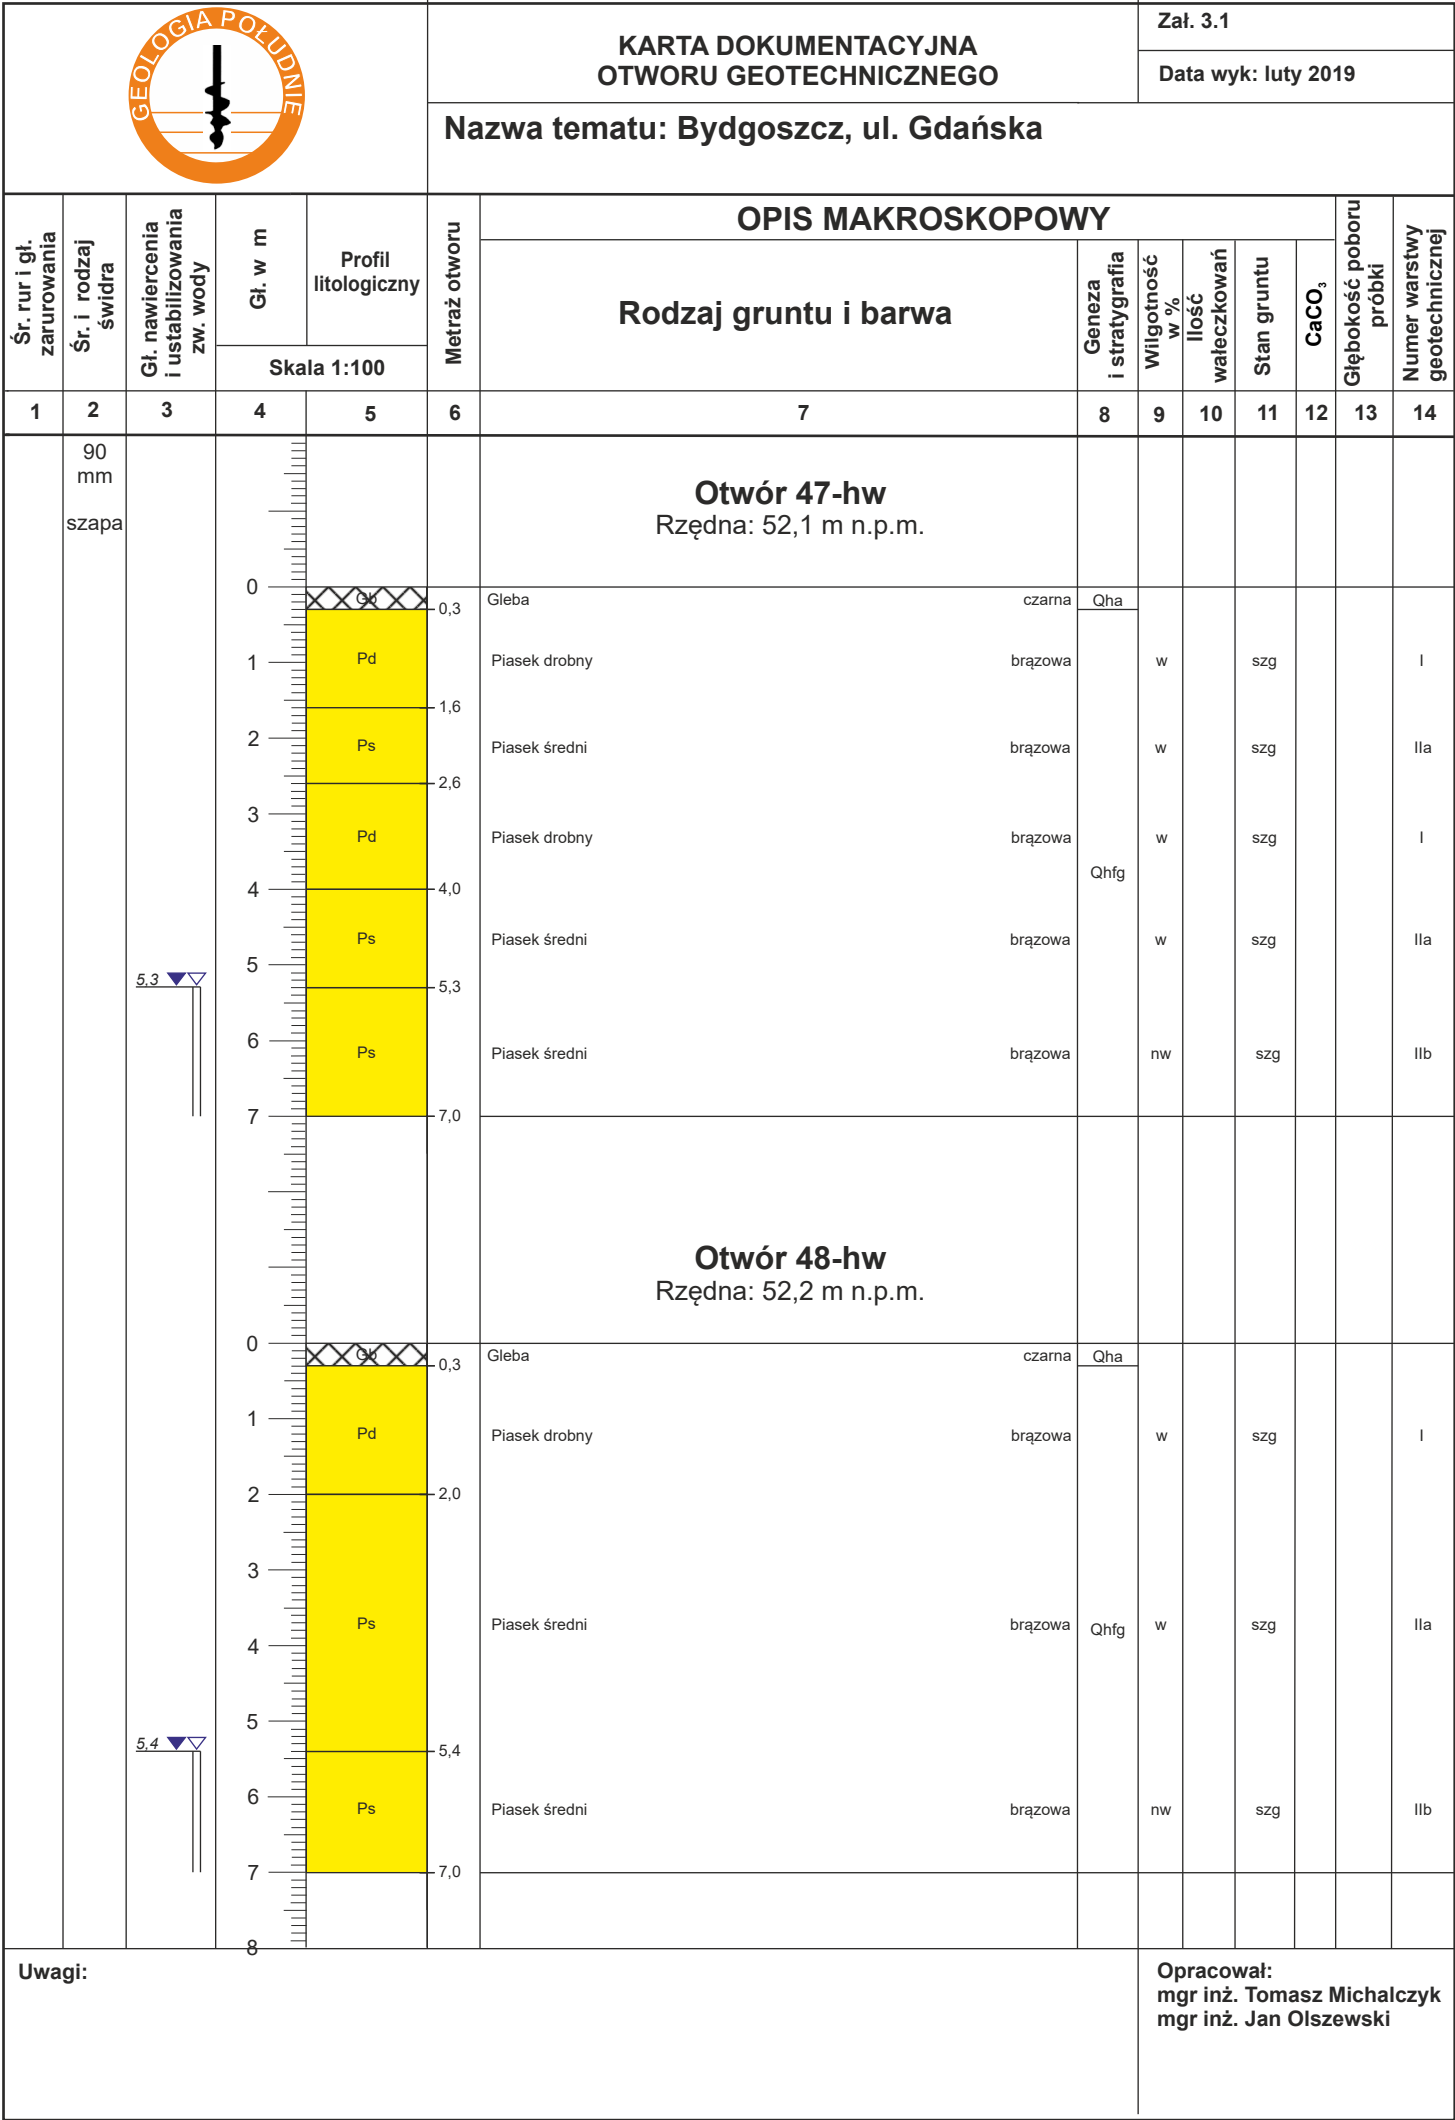 GEOLOGIA POŁUDNIE
KARTA DOKUMENTACYJNA
OTWORU GEOTECHNICZNEGO
Zał. 3.1
Data wyk: luty 2019
Nazwa tematu: Bydgoszcz, ul. Gdańska
Śr. rur i gł.
zarurowania
Śr. i rodzaj
świdra
Gł. nawiercenia
i ustabilizowania
zw. wody
Gł. w m
Profil
litologiczny
Skala 1:100
Metraż otworu
OPIS MAKROSKOPOWY
Rodzaj gruntu i barwa
Geneza
i stratygrafia
Wilgotność
w %
Ilość
wałeczkowań
Stan gruntu
CaCO₃
Głębokość poboru
próbki
Numer warstwy
geotechnicznej
1 2 3 4 5 6 7 8 9 10 11 12 13 14
90
mm
szapa
Otwór 47-hw
Rzędna: 52,1 m n.p.m.
0
Gb 0,3 Gleba czarna Qha
1 Pd Piasek drobny brązowa w szg I
1,6
2 Ps Piasek średni brązowa w szg IIa
2,6
3
Pd Piasek drobny brązowa w szg I
Qhfg
4 4,0
Ps Piasek średni brązowa w szg IIa
5
5,3 5,3
6
Ps Piasek średni brązowa nw szg IIb
7 7,0
Otwór 48-hw
Rzędna: 52,2 m n.p.m.
0
Gb 0,3 Gleba czarna Qha
1
Pd Piasek drobny brązowa w szg I
2 2,0
3
Ps Piasek średni brązowa Qhfg w szg IIa
4
5
5,4 5,4
6
Ps Piasek średni brązowa nw szg IIb
7 7,0
8
Uwagi:
Opracował:
mgr inż. Tomasz Michalczyk
mgr inż. Jan Olszewski